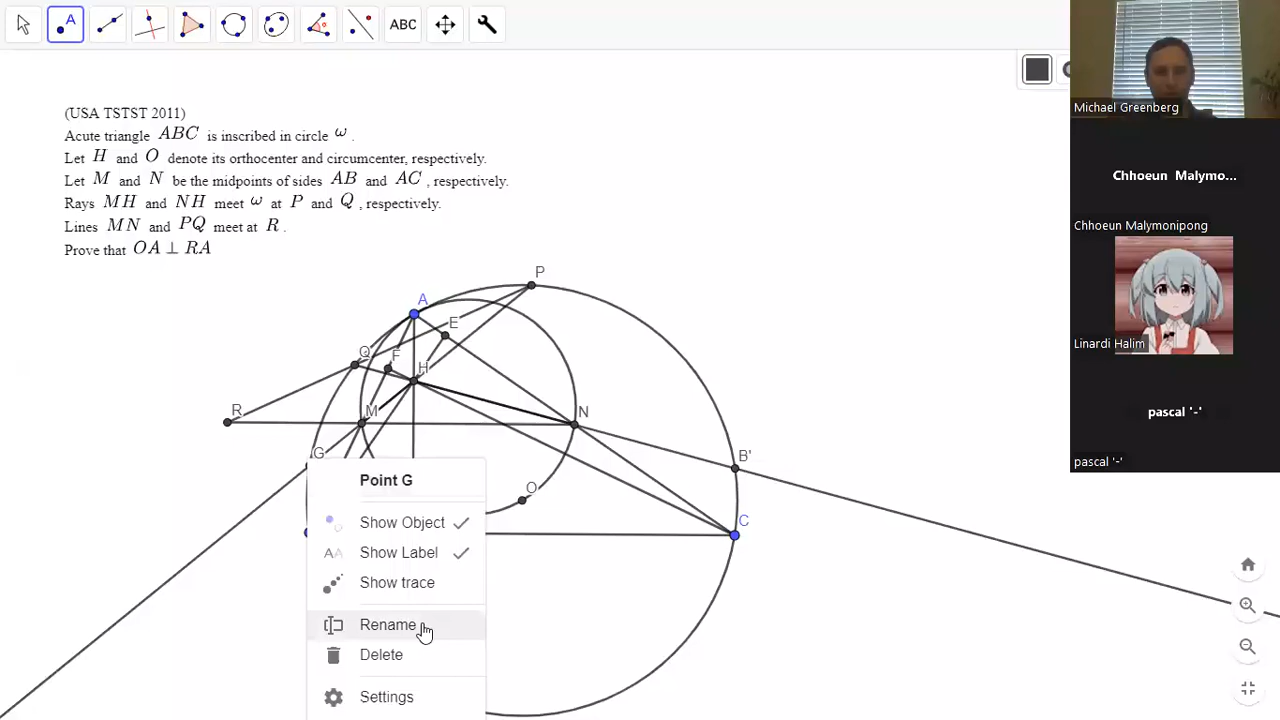 ABC
(USA TSTST 2011)
Acute triangle ABC is inscribed in circle ω .
Let H and O denote its orthocenter and circumcenter, respectively.
Let M and N be the midpoints of sides AB and AC , respectively.
Rays MH and NH meet ω at P and Q , respectively.
Lines MN and PQ meet at R .
Prove that OA ⊥ RA
Michael Greenberg
Chhoeun Malymo...
Chhoeun Malymonipong
Linardi Halim
pascal '-'
pascal '-'
P
A
E
Q
F
H
R
M
N
G
B'
O
C
Point G
Show Object
Show Label
AA
Show trace
Rename
Delete
Settings